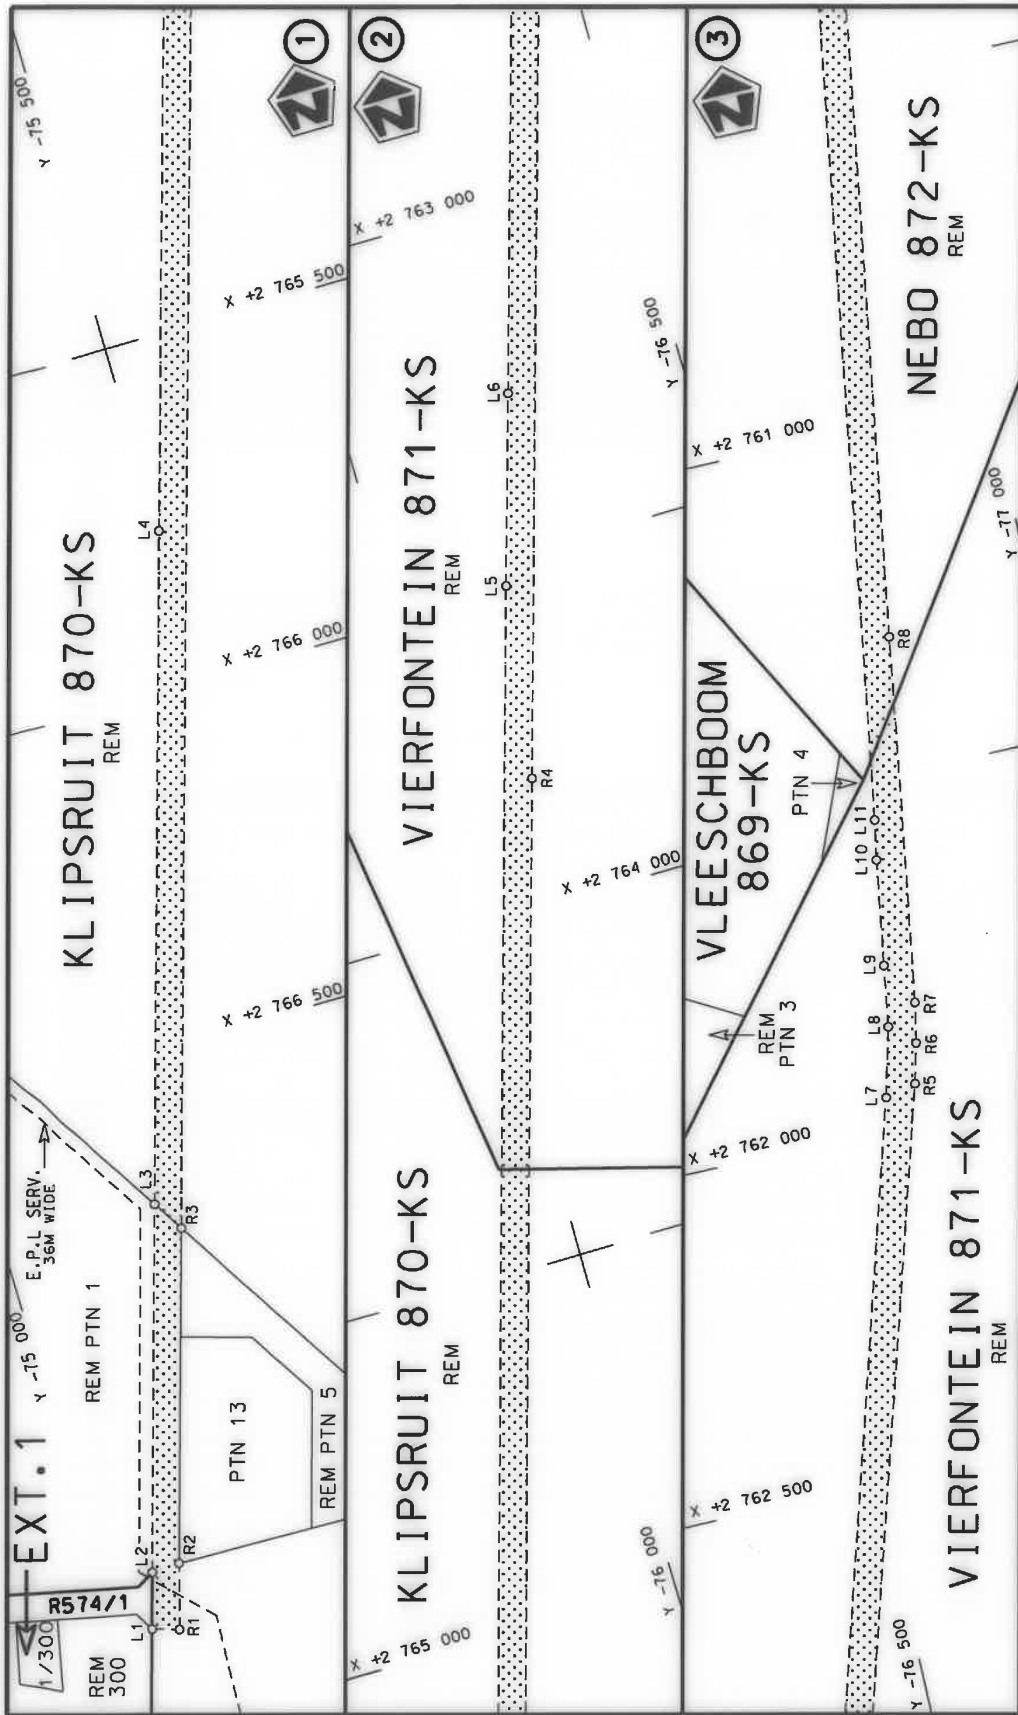 EXT.1
1/300
REM
300
R574/1
L1
R1
L2
R2
REM PTN 1
Y -75 000
E.P.L SERV.
36M WIDE
PTN 13
REM PTN 5
L3
R3
KLIPSRUIT 870-KS
REM
L4
X +2 766 500
X +2 766 000
X +2 765 500
Y -75 500
1
N
2
N
X +2 765 000
KLIPSRUIT 870-KS
REM
Y -76 000
VIERFONTEIN 871-KS
REM
X +2 764 000
R4
L5
L6
X +2 763 000
Y -76 500
3
N
X +2 762 500
Y -76 500
VIERFONTEIN 871-KS
REM
X +2 762 000
REM
PTN 3
VLEESCHBOOM
869-KS
PTN 4
L7
R5
L8
R6
R7
L9
L10
L11
R8
X +2 761 000
Y -77 000
NEBO 872-KS
REM